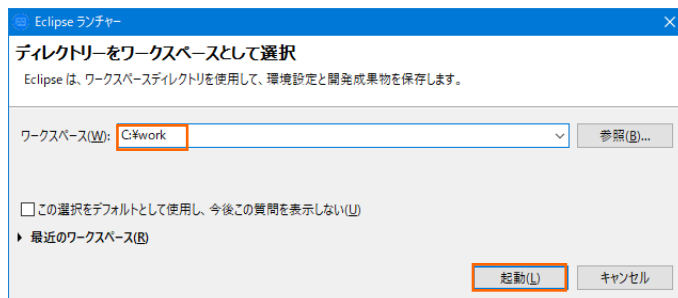 Eclipse ランチャー
ディレクトリーをワークスペースとして選択
Eclipse は、ワークスペースディレクトリを使用して、環境設定と開発成果物を保存します。
ワークスペース(W): C:¥work 参照(B)...
この選択をデフォルトとして使用し、今後この質問を表示しない(U)
最近のワークスペース(R)
起動(L) キャンセル